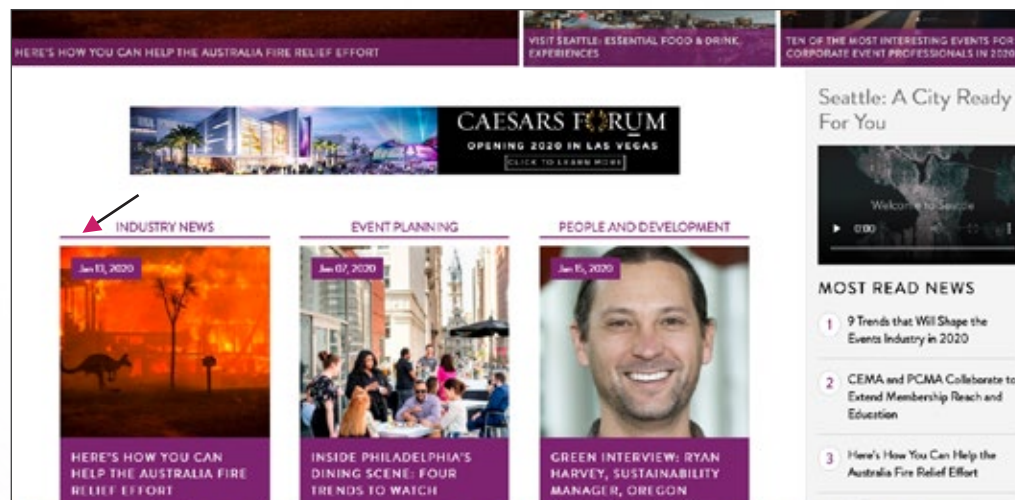 HERE'S HOW YOU CAN HELP THE AUSTRALIA FIRE RELIEF EFFORT
VISIT SEATTLE: ESSENTIAL FOOD & DRINK
EXPERIENCES
TEN OF THE MOST INTERESTING EVENTS FOR
CORPORATE EVENT PROFESSIONALS IN 2020
CAESARS FORUM
OPENING 2020 IN LAS VEGAS
CLICK TO LEARN MORE
INDUSTRY NEWS
Jan 13, 2020
HERE'S HOW YOU CAN
HELP THE AUSTRALIA FIRE
RELIEF EFFORT
EVENT PLANNING
Jan 07, 2020
INSIDE PHILADELPHIA'S
DINING SCENE: FOUR
TRENDS TO WATCH
PEOPLE AND DEVELOPMENT
Jan 15, 2020
GREEN INTERVIEW: RYAN
HARVEY, SUSTAINABILITY
MANAGER, OREGON
Seattle: A City Ready
For You
Welcome to Seattle
0:00
MOST READ NEWS
1 9 Trends that Will Shape the
Events Industry in 2020
2 CEMA and PCMA Collaborate to
Extend Membership Reach and
Education
3 Here's How You Can Help the
Australia Fire Relief Effort